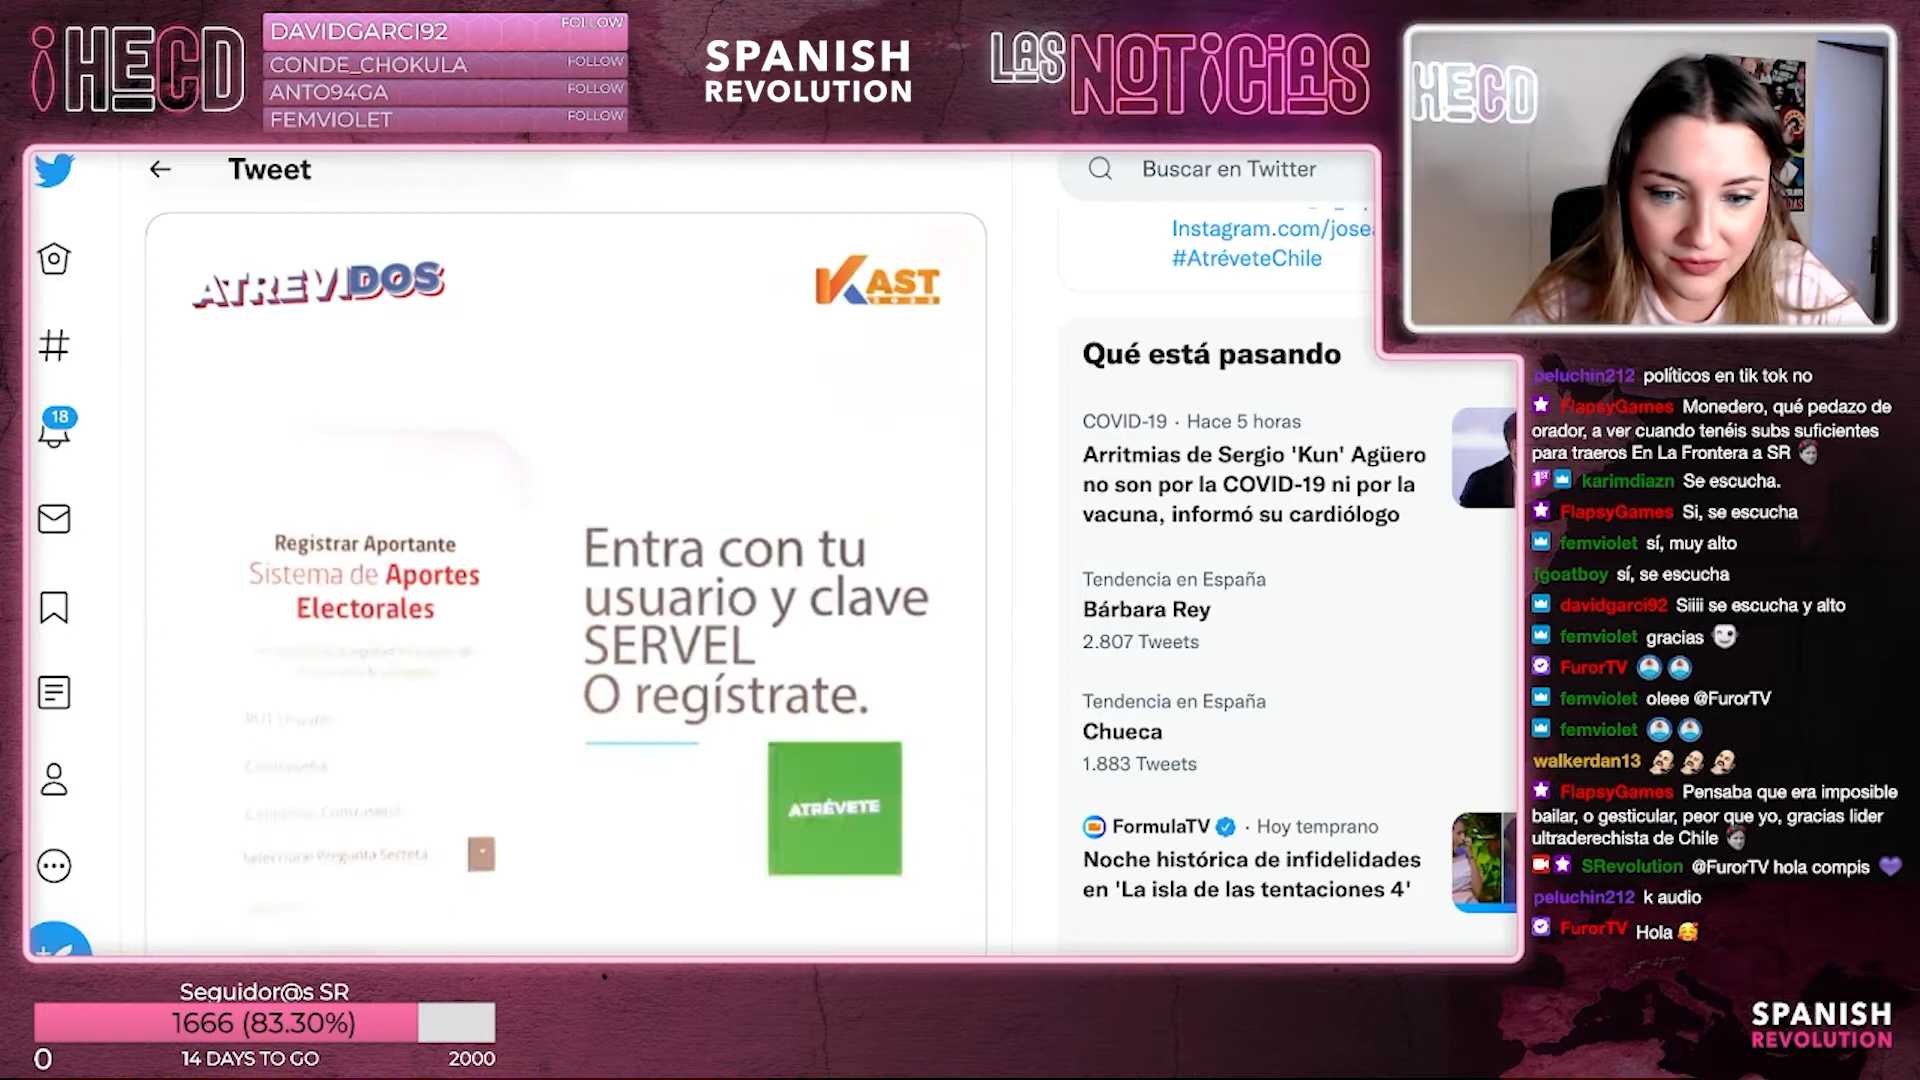 HECD
DAVIDGARCI92 FOLLOW
CONDE_CHOKULA FOLLOW
ANTO94GA FOLLOW
FEMVIOLET FOLLOW
SPANISH
REVOLUTION
LAS NOTICIAS
HECD
Tweet
Buscar en Twitter
18
ATREVIDOS
KAST
Registrar Aportante
Sistema de Aportes
Electorales
Entra con tu
usuario y clave
SERVEL
O regístrate.
ATRÉVETE
Instagram.com/jose
#AtréveteChile
Qué está pasando
COVID-19 · Hace 5 horas
Arritmias de Sergio 'Kun' Agüero
no son por la COVID-19 ni por la
vacuna, informó su cardiólogo
Tendencia en España
Bárbara Rey
2.807 Tweets
Tendencia en España
Chueca
1.883 Tweets
FormulaTV · Hoy temprano
Noche histórica de infidelidades
en 'La isla de las tentaciones 4'
peluchin212 políticos en tik tok no
FlapsyGames Monedero, qué pedazo de
orador, a ver cuando tenéis subs suficientes
para traeros En La Frontera a SR
karimdiazn Se escucha.
FlapsyGames Si, se escucha
femviolet sí, muy alto
fgoatboy sí, se escucha
davidgarci92 Siiii se escucha y alto
femviolet gracias
FurorTV
femviolet oleee @FurorTV
femviolet
walkerdan13
FlapsyGames Pensaba que era imposible
bailar, o gesticular, peor que yo, gracias lider
ultraderechista de Chile
SRevolution @FurorTV hola compis
peluchin212 k audio
FurorTV Hola
Seguidor@s SR
1666 (83.30%)
0 14 DAYS TO GO 2000
SPANISH
REVOLUTION